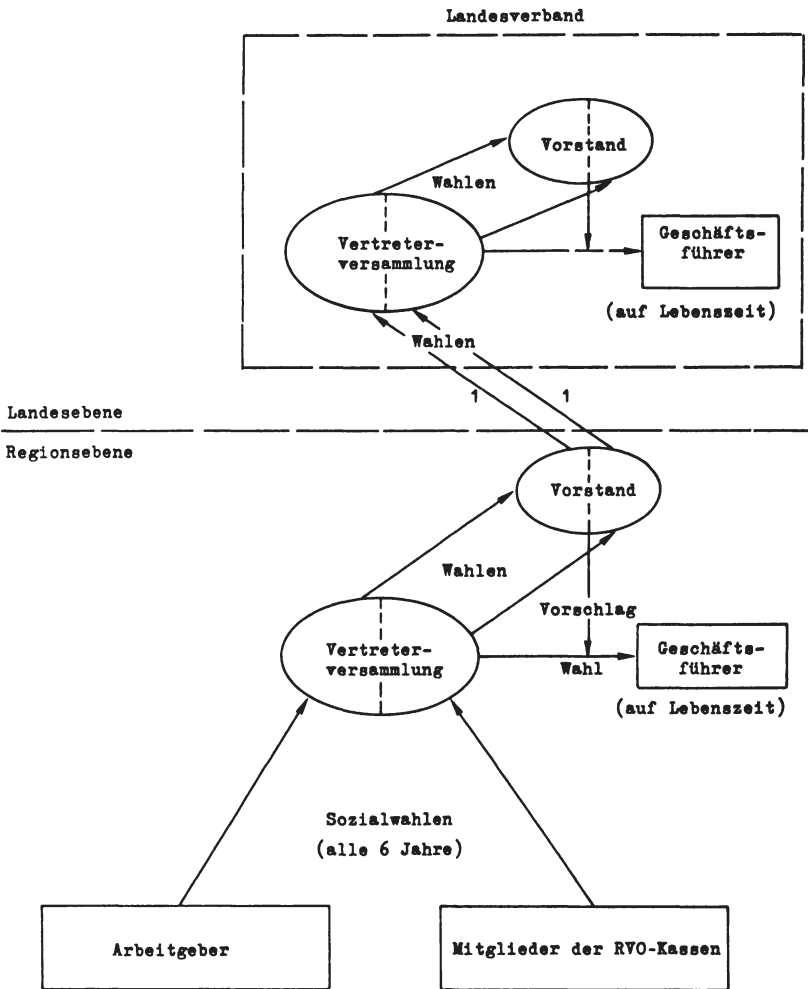 Landesverband
Vorstand
Wahlen
Vertreter-
versammlung
Geschäfts-
führer
(auf Lebenszeit)
Wahlen
1
1
Landesebene
Regionsebene
Vorstand
Wahlen
Vorschlag
Vertreter-
versammlung
Wahl
Geschäfts-
führer
(auf Lebenszeit)
Sozialwahlen
(alle 6 Jahre)
Arbeitgeber
Mitglieder der RVO-Kassen